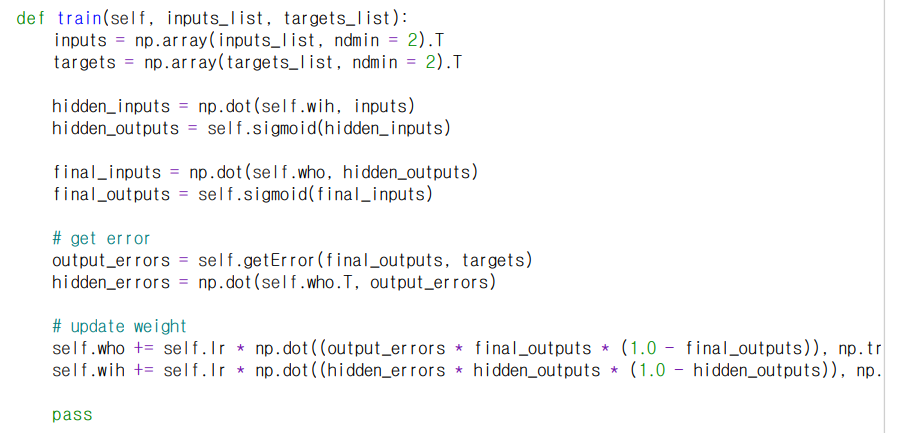 def train(self, inputs_list, targets_list):
    inputs = np.array(inputs_list, ndmin = 2).T
    targets = np.array(targets_list, ndmin = 2).T
    hidden_inputs = np.dot(self.wih, inputs)
    hidden_outputs = self.sigmoid(hidden_inputs)
    final_inputs = np.dot(self.who, hidden_outputs)
    final_outputs = self.sigmoid(final_inputs)
    # get error
    output_errors = self.getError(final_outputs, targets)
    hidden_errors = np.dot(self.who.T, output_errors)
    # update weight
    self.who += self.lr * np.dot((output_errors * final_outputs * (1.0 - final_outputs)), np.tr
    self.wih += self.lr * np.dot((hidden_errors * hidden_outputs * (1.0 - hidden_outputs)), np.
    pass